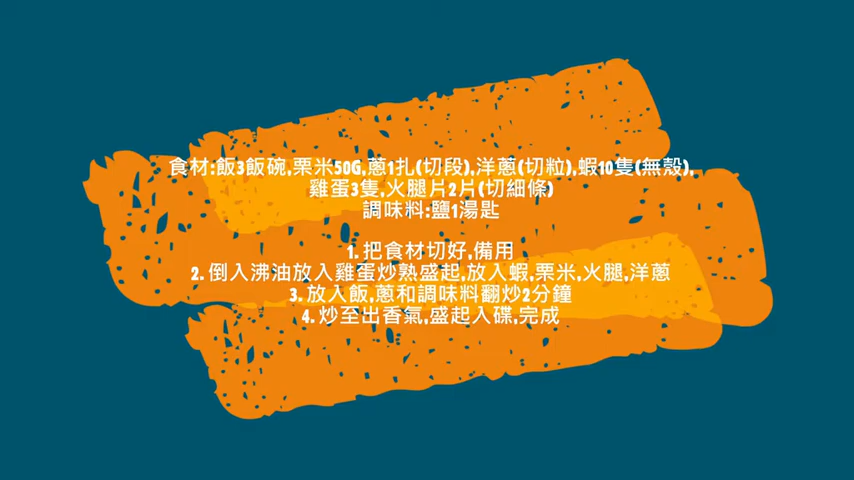 食材:飯3飯碗,栗米50G,蔥1扎(切段),洋蔥(切粒),蝦10隻(無殼),
雞蛋3隻,火腿片2片(切細條)
調味料:鹽1湯匙
1. 把食材切好,備用
2. 倒入沸油放入雞蛋炒熟盛起,放入蝦,栗米,火腿,洋蔥
3. 放入飯,蔥和調味料翻炒2分鐘
4. 炒至出香氣,盛起入碟,完成